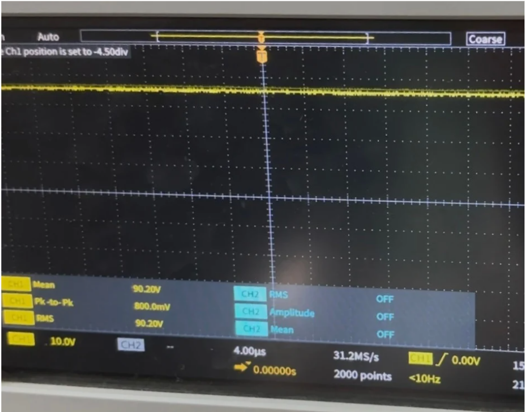 Auto
Coarse
Ch1 position is set to -4.50div
CH1 Mean 90.20V CH2 RMS OFF
CH1 Pk-to-Pk 800.0mV CH2 Amplitude OFF
CH1 RMS 90.20V CH2 Mean OFF
CH1 10.0V CH2 -- 4.00µs 31.2MS/s CH1 0.00V
0.00000s 2000 points <10Hz